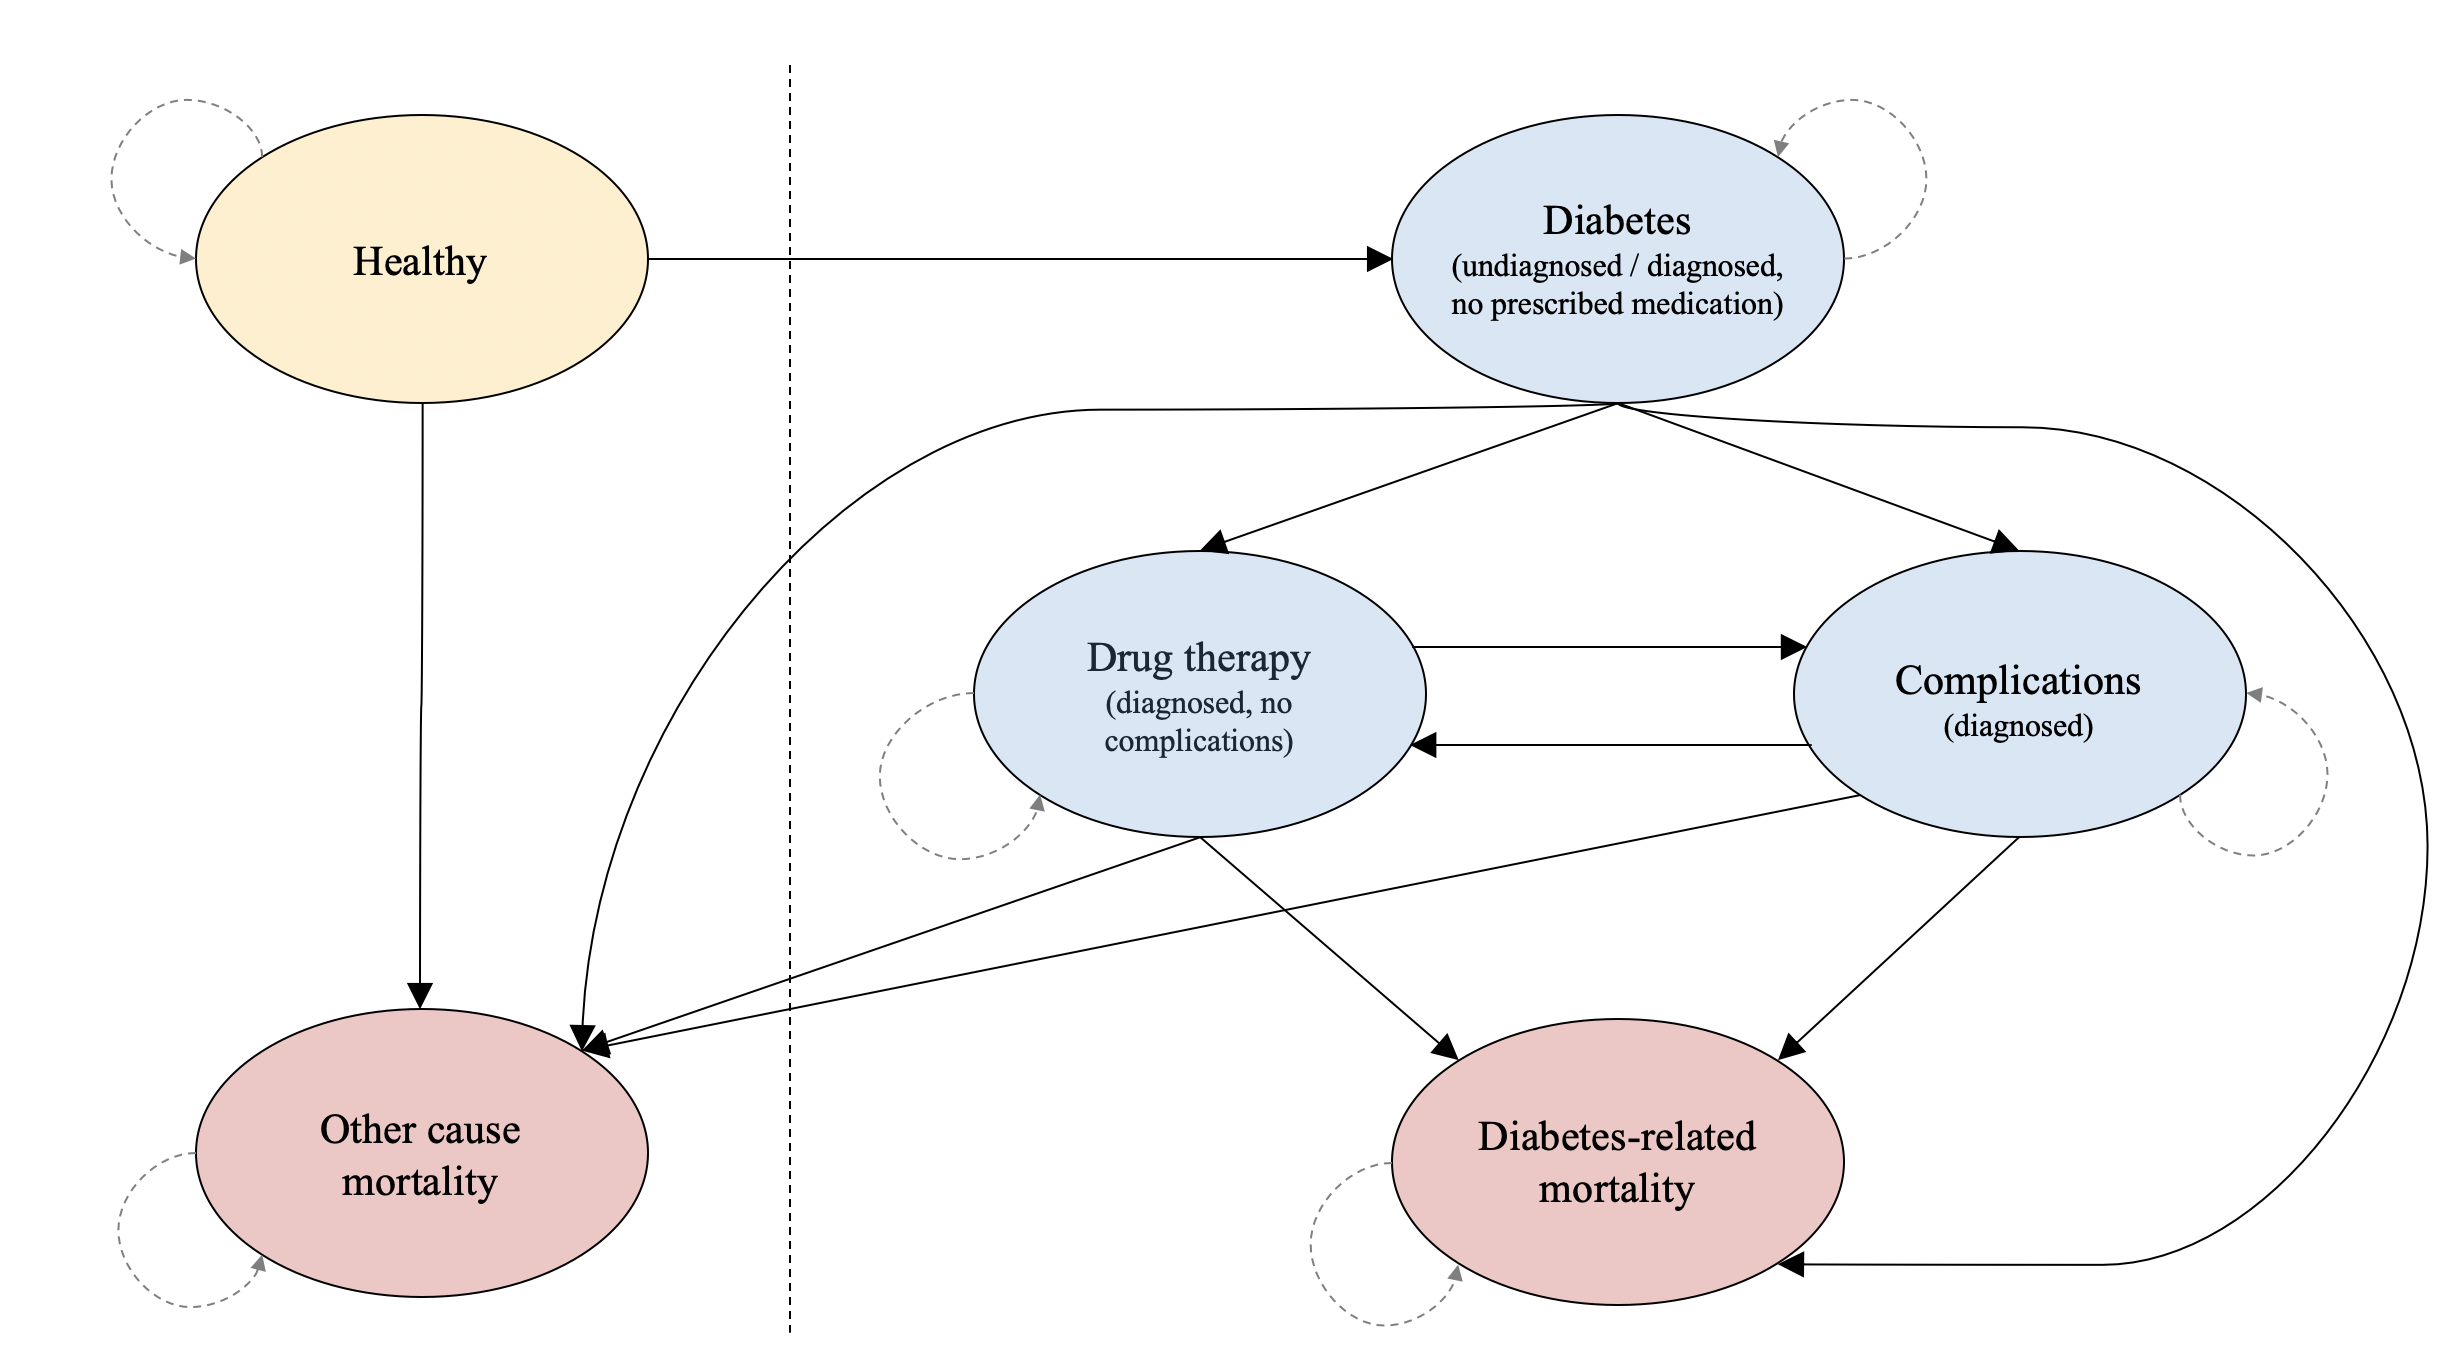 Healthy
Diabetes
(undiagnosed / diagnosed,
no prescribed medication)
Drug therapy
(diagnosed, no
complications)
Complications
(diagnosed)
Other cause
mortality
Diabetes-related
mortality